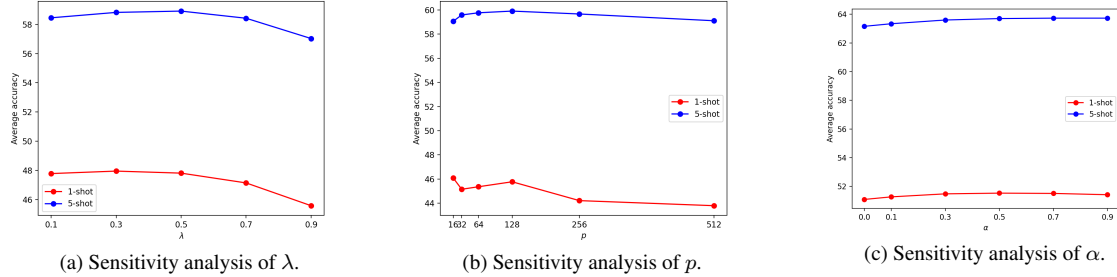 58
56
54
52
50
48
46
Average accuracy
1-shot
5-shot
0.1 0.3 0.5 0.7 0.9
λ
(a) Sensitivity analysis of λ.
60
58
56
54
52
50
48
46
44
Average accuracy
1-shot
5-shot
16 32 64 128 256 512
p
(b) Sensitivity analysis of p.
64
62
60
58
56
54
52
Average accuracy
1-shot
5-shot
0.0 0.1 0.3 0.5 0.7 0.9
α
(c) Sensitivity analysis of α.